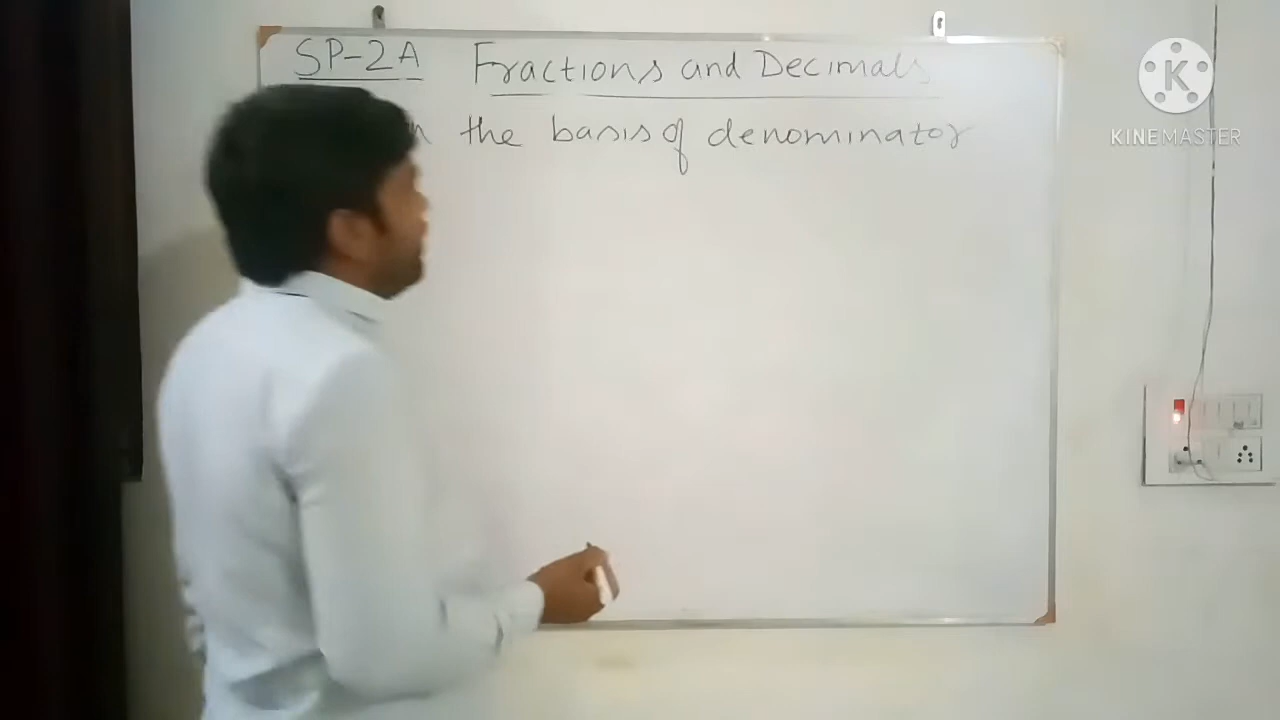 SP-2A Fractions and Decimals
the basis of denominator
K
KINEMASTER